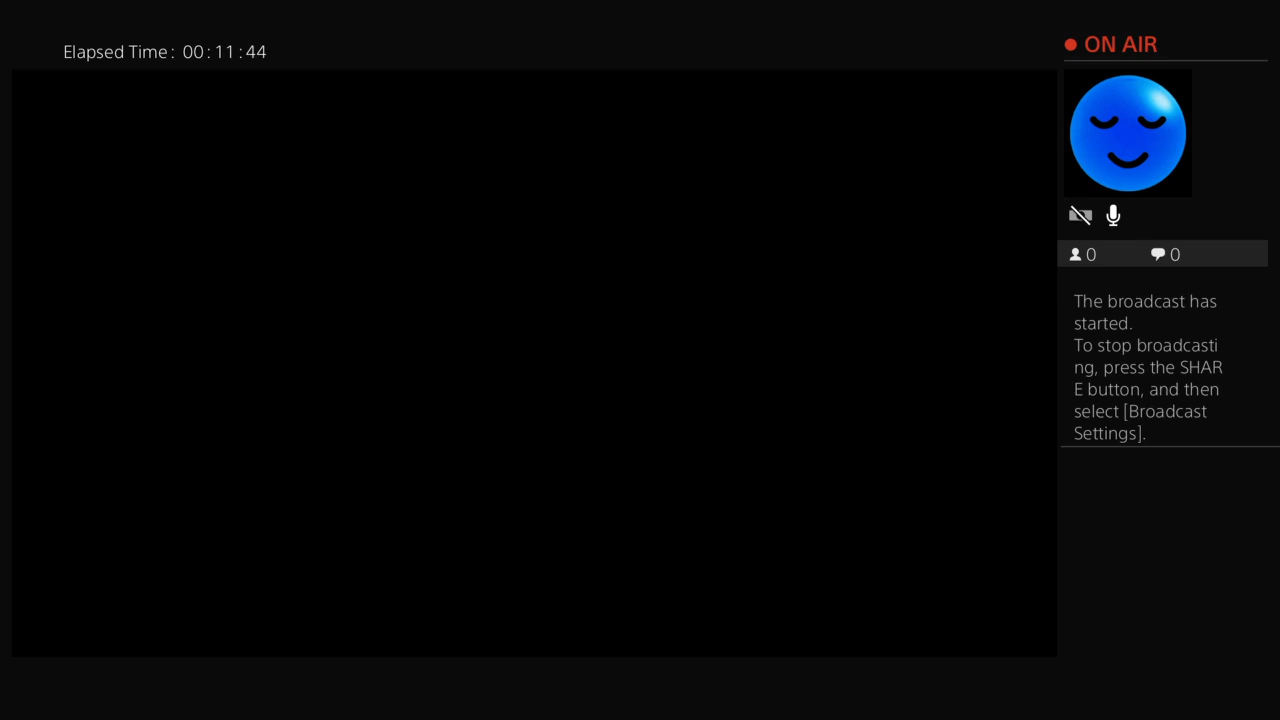 Elapsed Time: 00:11:44
ON AIR
0 0
The broadcast has
started.
To stop broadcasti
ng, press the SHAR
E button, and then
select [Broadcast
Settings].